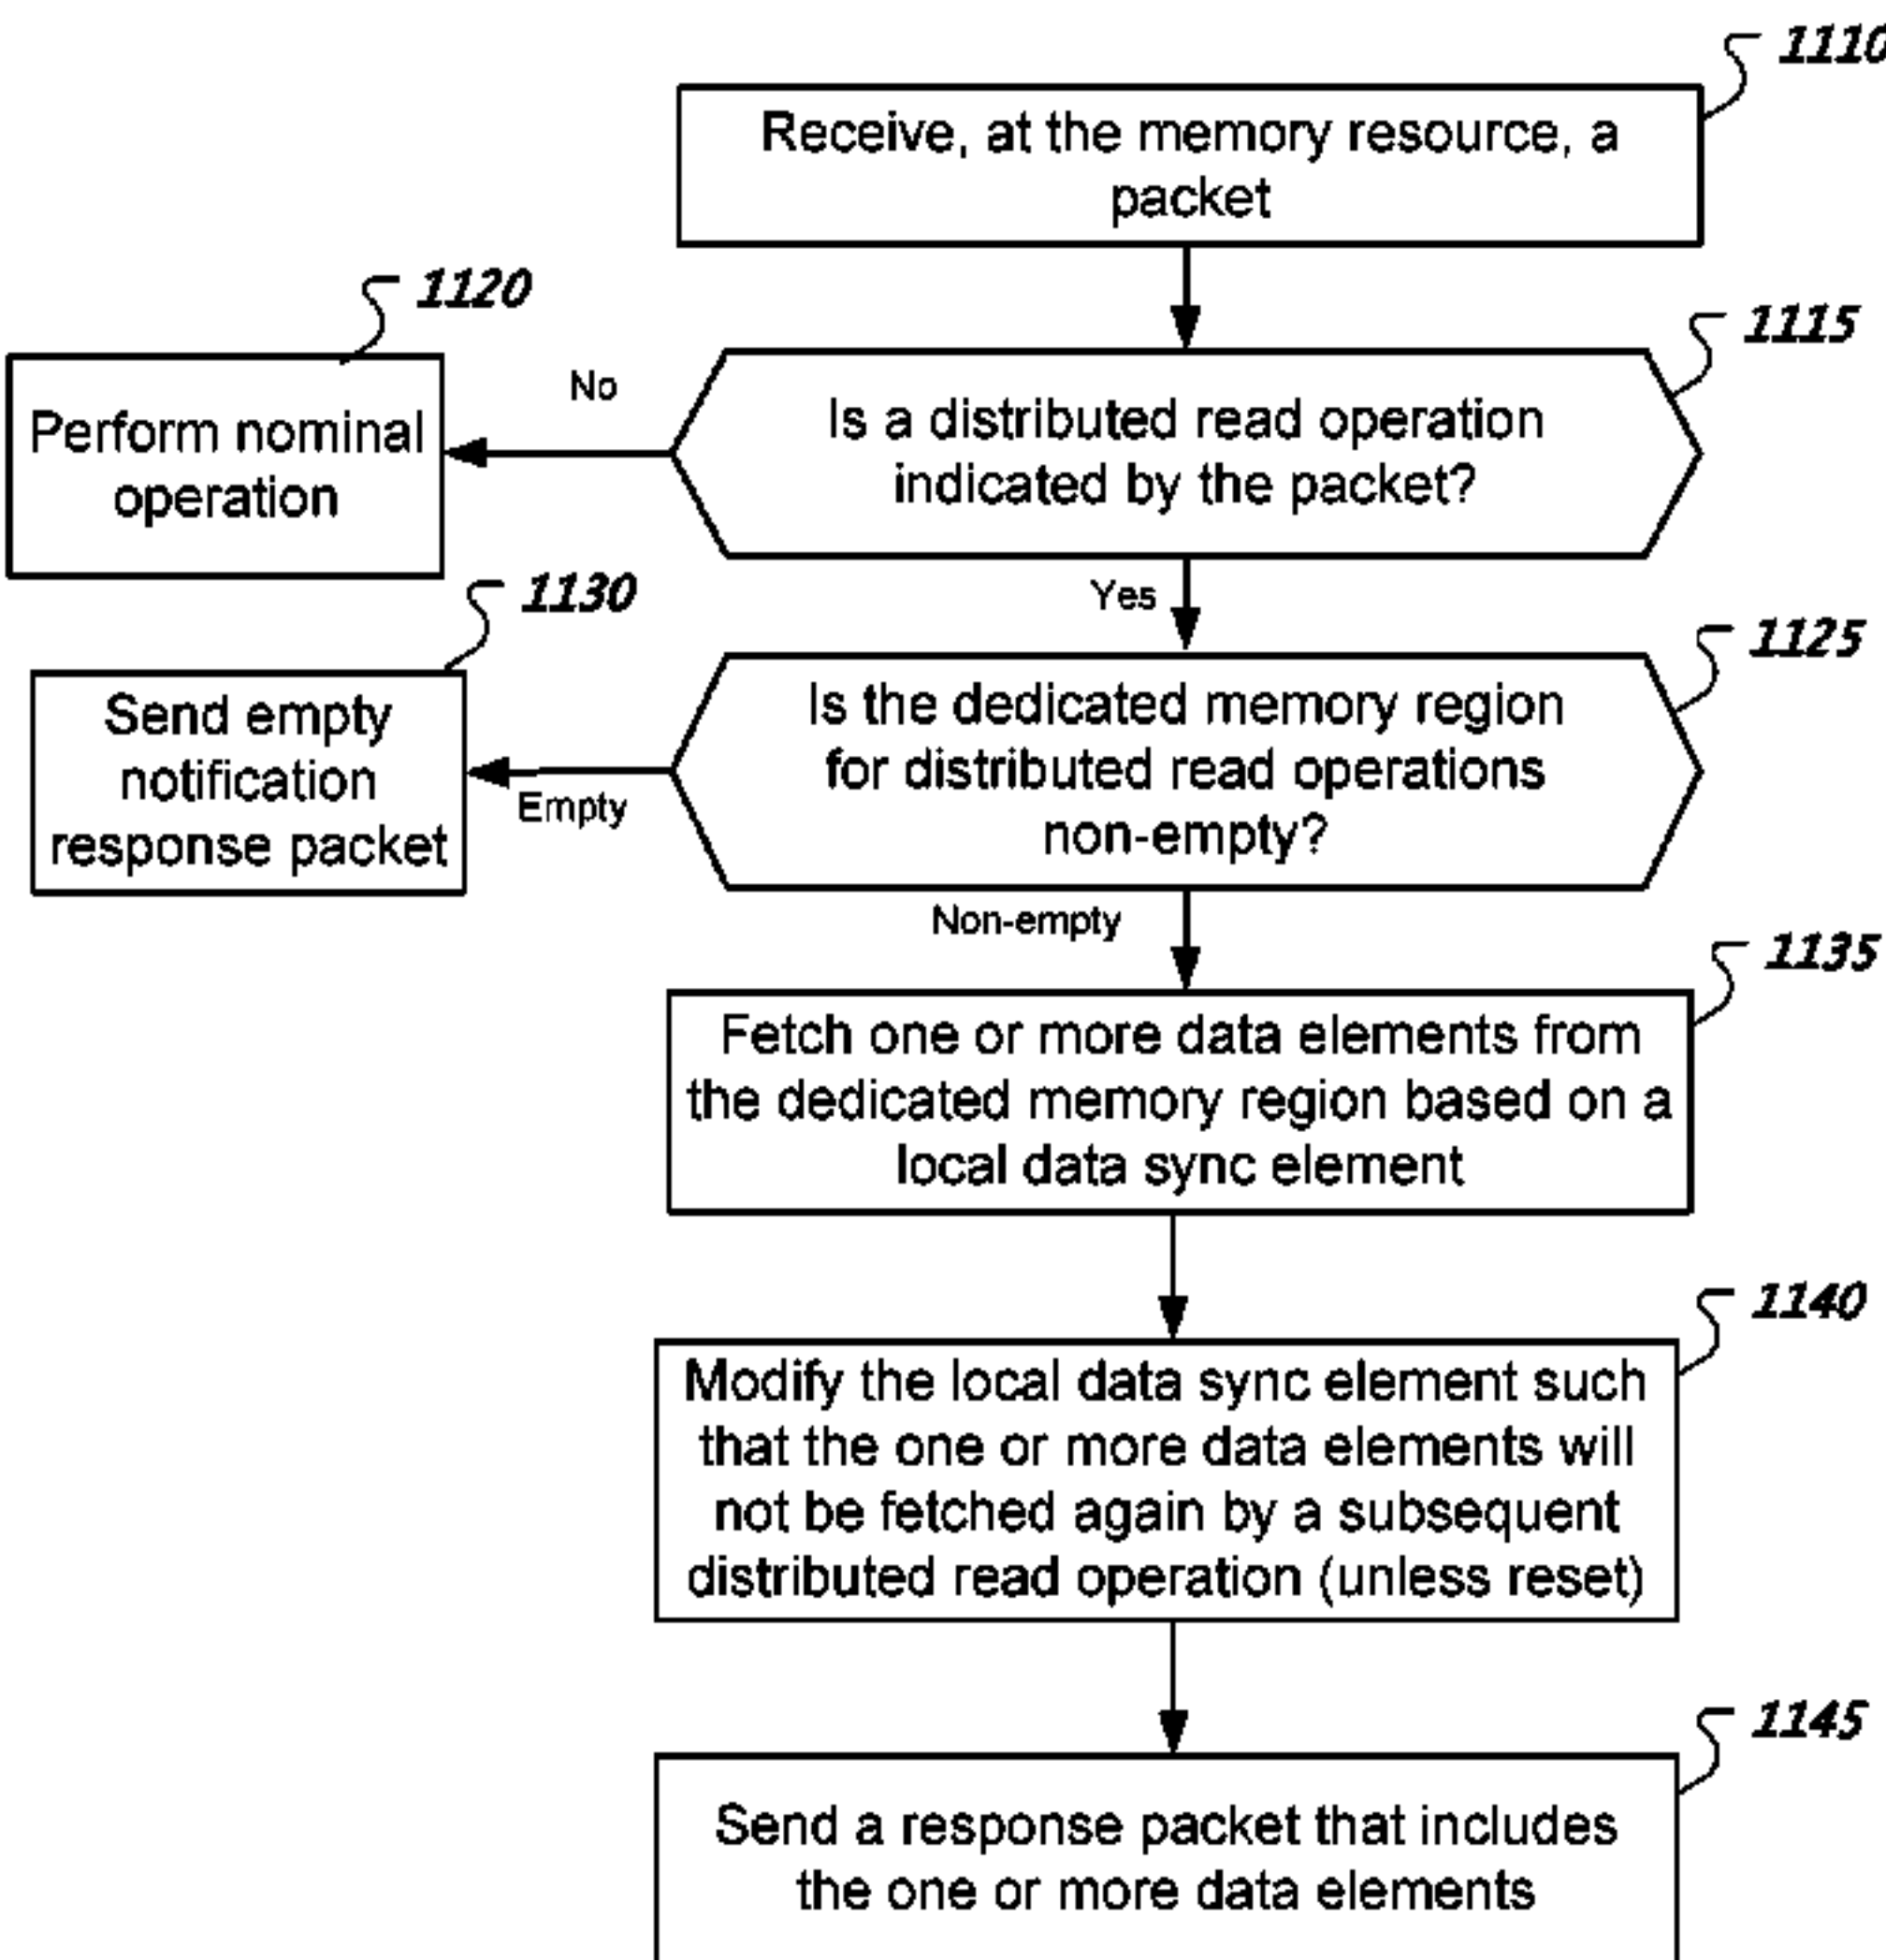 1110
Receive, at the memory resource, a
packet
1120
1115
No
Perform nominal
operation
Is a distributed read operation
indicated by the packet?
1130
Yes
1125
Send empty
notification
response packet
Empty
Is the dedicated memory region
for distributed read operations
non-empty?
Non-empty
1135
Fetch one or more data elements from
the dedicated memory region based on a
local data sync element
1140
Modify the local data sync element such
that the one or more data elements will
not be fetched again by a subsequent
distributed read operation (unless reset)
1145
Send a response packet that includes
the one or more data elements